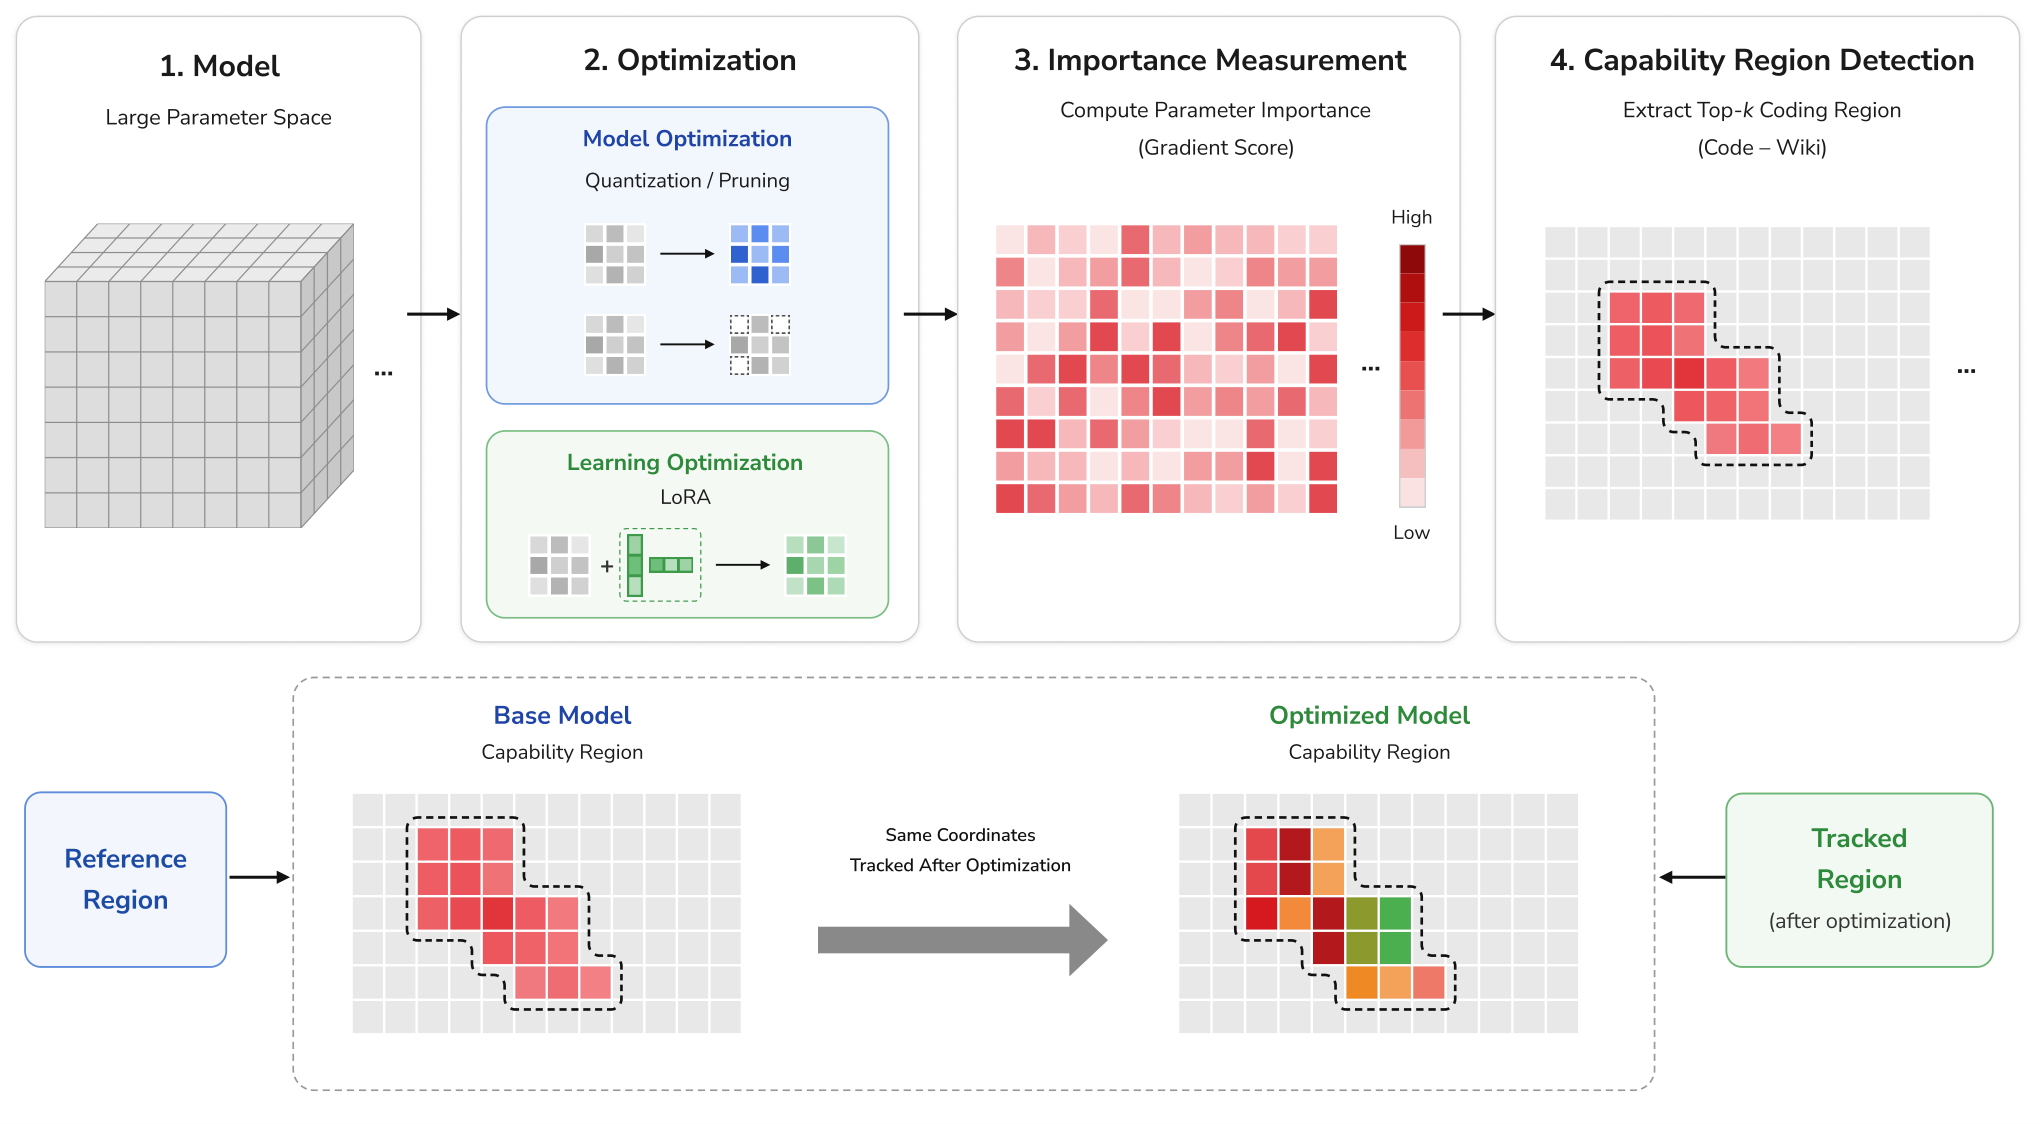 1. Model
Large Parameter Space
...
2. Optimization
Model Optimization
Quantization / Pruning
Learning Optimization
LoRA
+
3. Importance Measurement
Compute Parameter Importance
(Gradient Score)
High
...
Low
4. Capability Region Detection
Extract Top-k Coding Region
(Code – Wiki)
...
Reference
Region
Base Model
Capability Region
Same Coordinates
Tracked After Optimization
Optimized Model
Capability Region
Tracked
Region
(after optimization)